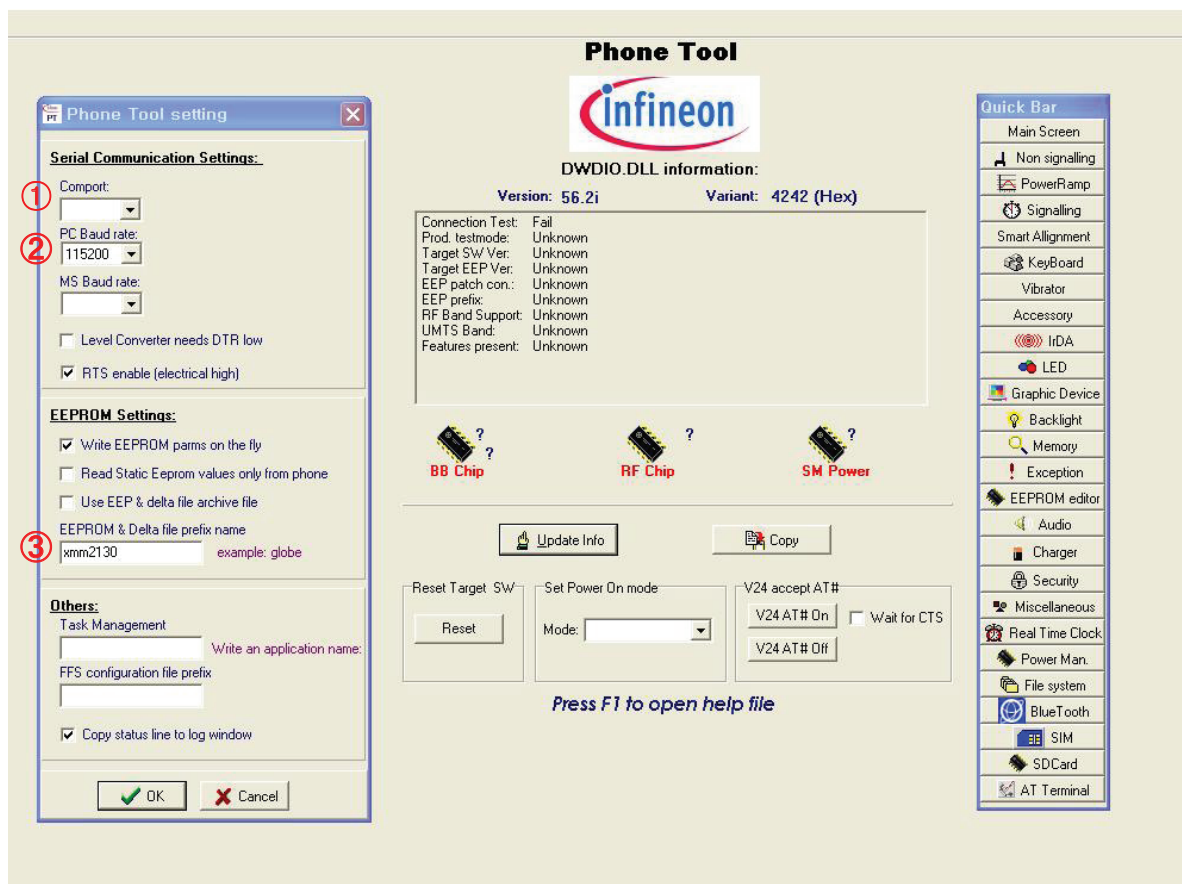 Phone Tool
infineon
DWDIO.DLL information:
Version: 56.2i Variant: 4242 (Hex)
Connection Test: Fail
Prod. testmode: Unknown
Target SW Ver: Unknown
Target EEP Ver: Unknown
EEP patch con.: Unknown
EEP prefix: Unknown
RF Band Support: Unknown
UMTS Band: Unknown
Features present: Unknown
? ? ? ?
BB Chip RF Chip SM Power
Update Info Copy
Reset Target SW Set Power On mode V24 accept AT#
Reset Mode: V24 AT# On Wait for CTS
V24 AT# Off
Press F1 to open help file
PT Phone Tool setting
Serial Communication Settings:
① Comport:
② PC Baud rate:
115200
MS Baud rate:
Level Converter needs DTR low
RTS enable (electrical high)
EEPROM Settings:
Write EEPROM parms on the fly
Read Static Eeprom values only from phone
Use EEP & delta file archive file
EEPROM & Delta file prefix name
③ xmm2130 example: globe
Others:
Task Management
Write an application name:
FFS configuration file prefix
Copy status line to log window
OK Cancel
Quick Bar
Main Screen
Non signalling
PowerRamp
Signalling
Smart Allignment
KeyBoard
Vibrator
Accessory
IrDA
LED
Graphic Device
Backlight
Memory
Exception
EEPROM editor
Audio
Charger
Security
Miscellaneous
Real Time Clock
Power Man.
File system
BlueTooth
SIM
SDCard
AT Terminal